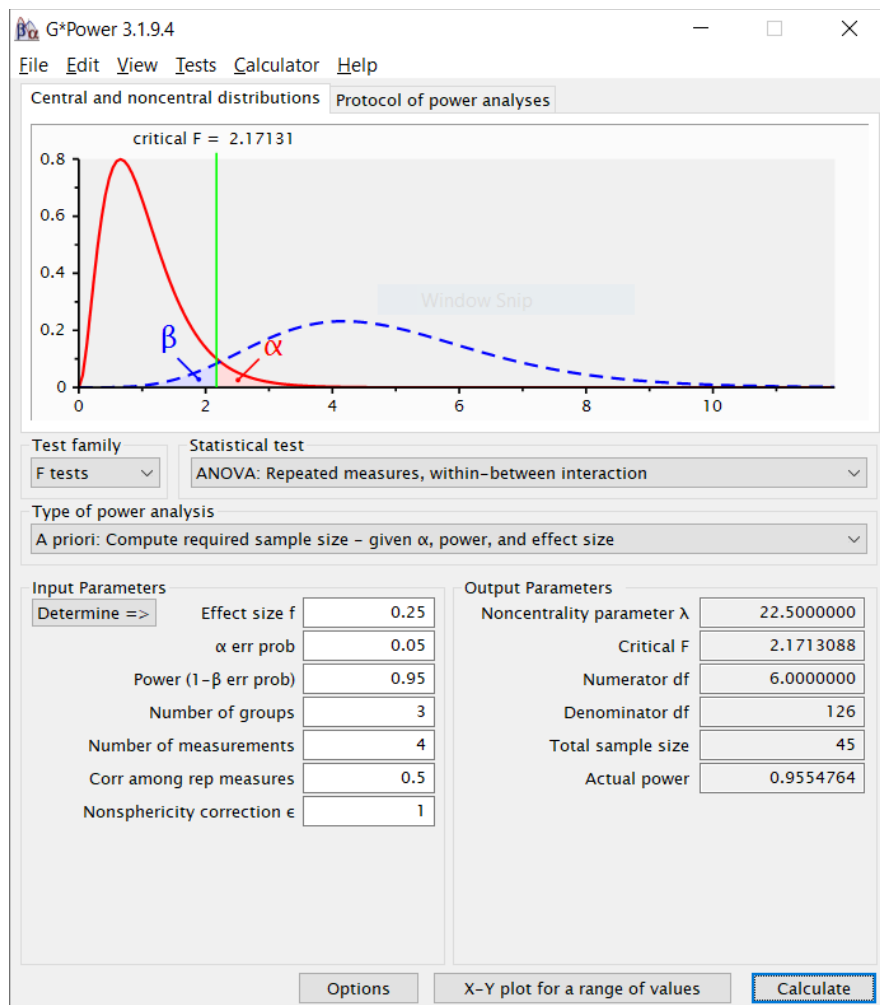 G*Power 3.1.9.4
File Edit View Tests Calculator Help
Central and noncentral distributions Protocol of power analyses
critical F = 2.17131
0.8
0.6
0.4
0.2
0
β
α
Window Snip
0 2 4 6 8 10
Test family Statistical test
F tests ANOVA: Repeated measures, within-between interaction
Type of power analysis
A priori: Compute required sample size - given α, power, and effect size
Input Parameters
Determine => Effect size f 0.25
α err prob 0.05
Power (1-β err prob) 0.95
Number of groups 3
Number of measurements 4
Corr among rep measures 0.5
Nonsphericity correction ϵ 1
Output Parameters
Noncentrality parameter λ 22.5000000
Critical F 2.1713088
Numerator df 6.0000000
Denominator df 126
Total sample size 45
Actual power 0.9554764
Options X-Y plot for a range of values Calculate